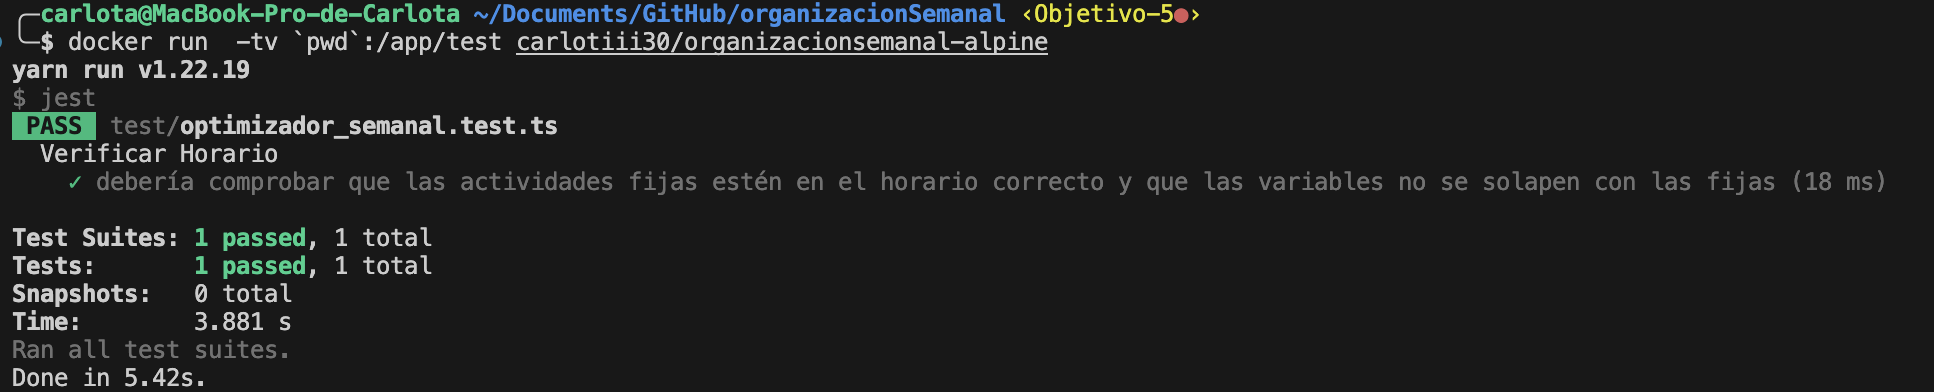 carlota@MacBook-Pro-de-Carlota ~/Documents/GitHub/organizacionSemanal ‹Objetivo-5●›
$ docker run  -tv `pwd`:/app/test carlotiii30/organizacionsemanal-alpine
yarn run v1.22.19
$ jest
PASS test/optimizador_semanal.test.ts
Verificar Horario
✓ debería comprobar que las actividades fijas estén en el horario correcto y que las variables no se solapen con las fijas (18 ms)
Test Suites: 1 passed, 1 total
Tests: 1 passed, 1 total
Snapshots: 0 total
Time: 3.881 s
Ran all test suites.
Done in 5.42s.